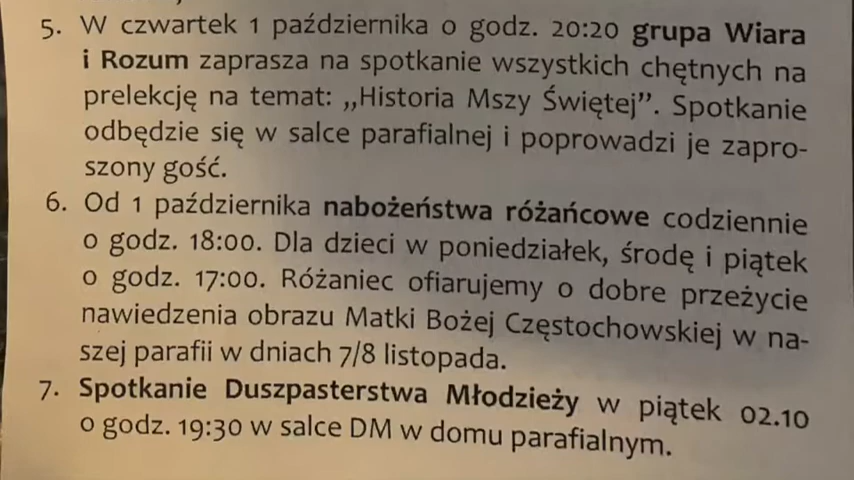 5. W czwartek 1 października o godz. 20:20 grupa Wiara
i Rozum zaprasza na spotkanie wszystkich chętnych na
prelekcję na temat: „Historia Mszy Świętej”. Spotkanie
odbędzie się w salce parafialnej i poprowadzi je zapro-
szony gość.
6. Od 1 października nabożeństwa różańcowe codziennie
o godz. 18:00. Dla dzieci w poniedziałek, środę i piątek
o godz. 17:00. Różaniec ofiarujemy o dobre przeżycie
nawiedzenia obrazu Matki Bożej Częstochowskiej w na-
szej parafii w dniach 7/8 listopada.
7. Spotkanie Duszpasterstwa Młodzieży w piątek 02.10
o godz. 19:30 w salce DM w domu parafialnym.